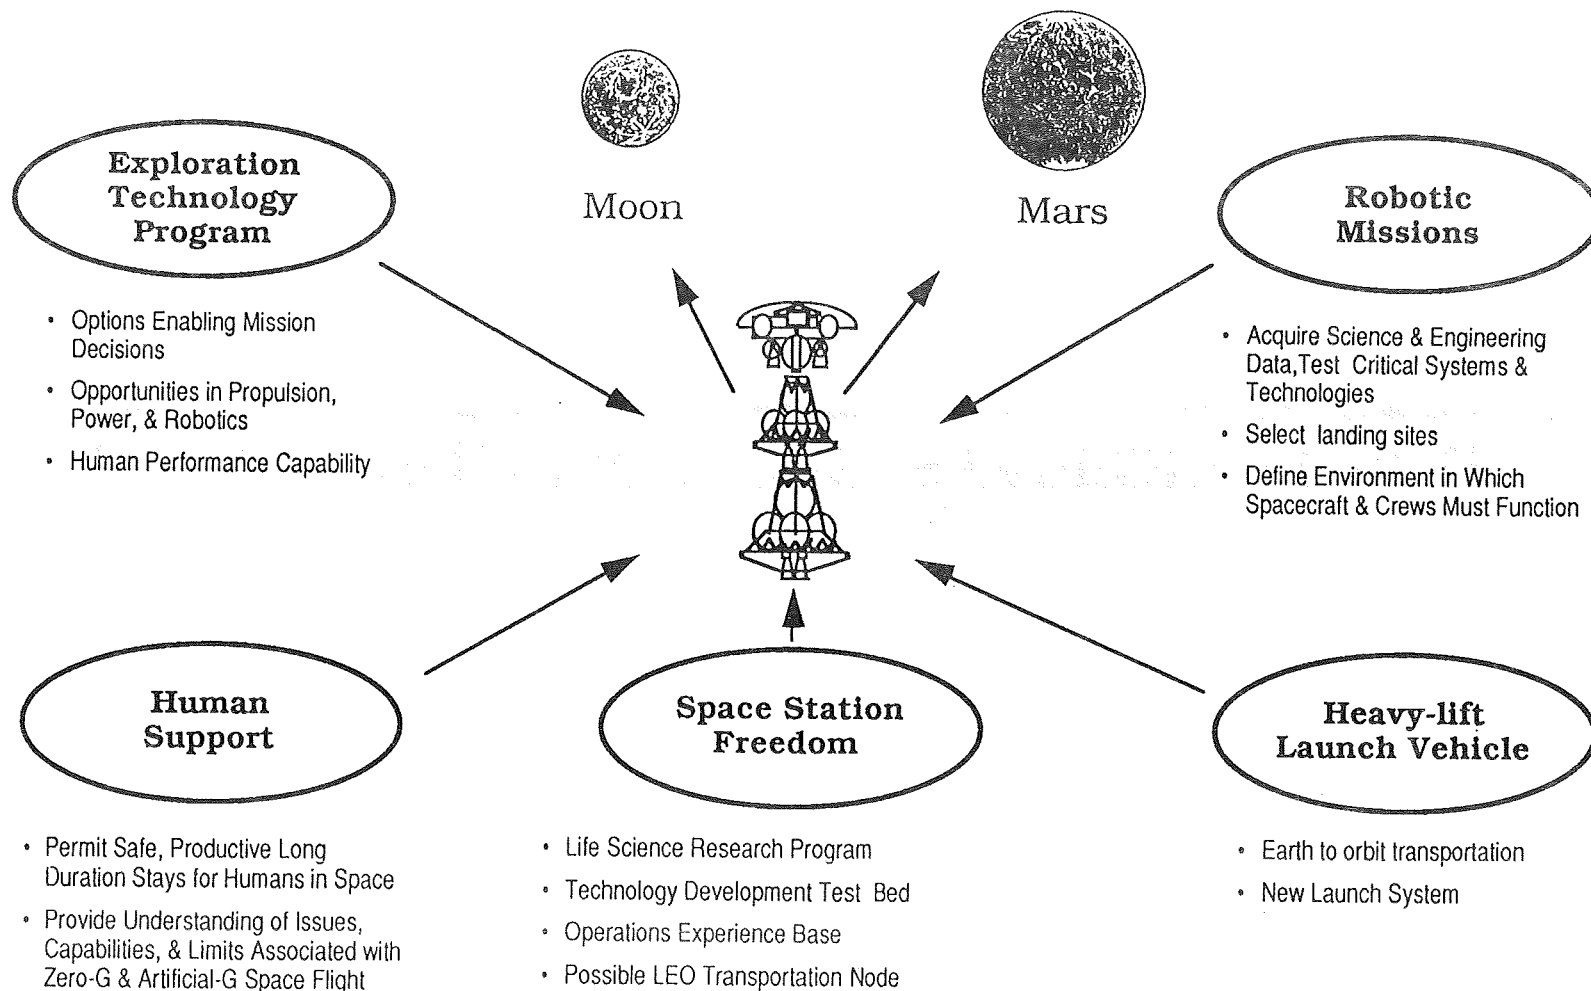 Exploration
Technology
Program
Moon
Mars
Robotic
Missions
• Options Enabling Mission
Decisions
• Opportunities in Propulsion,
Power, & Robotics
• Human Performance Capability
• Acquire Science & Engineering
Data,Test Critical Systems &
Technologies
• Select landing sites
• Define Environment in Which
Spacecraft & Crews Must Function
Human
Support
Space Station
Freedom
Heavy-lift
Launch Vehicle
• Permit Safe, Productive Long
Duration Stays for Humans in Space
• Provide Understanding of Issues,
Capabilities, & Limits Associated with
Zero-G & Artificial-G Space Flight
• Life Science Research Program
• Technology Development Test Bed
• Operations Experience Base
• Possible LEO Transportation Node
• Earth to orbit transportation
• New Launch System